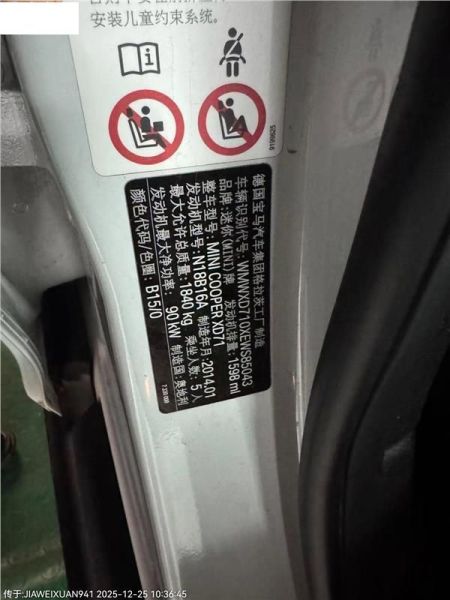 安装儿童约束系统。
德国宝马汽车集团格拉茨工厂制造
车辆识别代号: WMWXD710XEWS85043
品牌: 迷你(MINI)牌 发动机排量: 1598 ml
整车型号: MINI COOPER XD71
发动机型号: N18B16A 制造年月: 2014.01
最大允许总质量: 1840 kg 乘坐人数: 5人
发动机最大净功率: 90 kW 制造国: 奥地利
颜色代码/色圈: B15/0
传于:JIAWEIXUAN941 2025-12-25 10:36:45